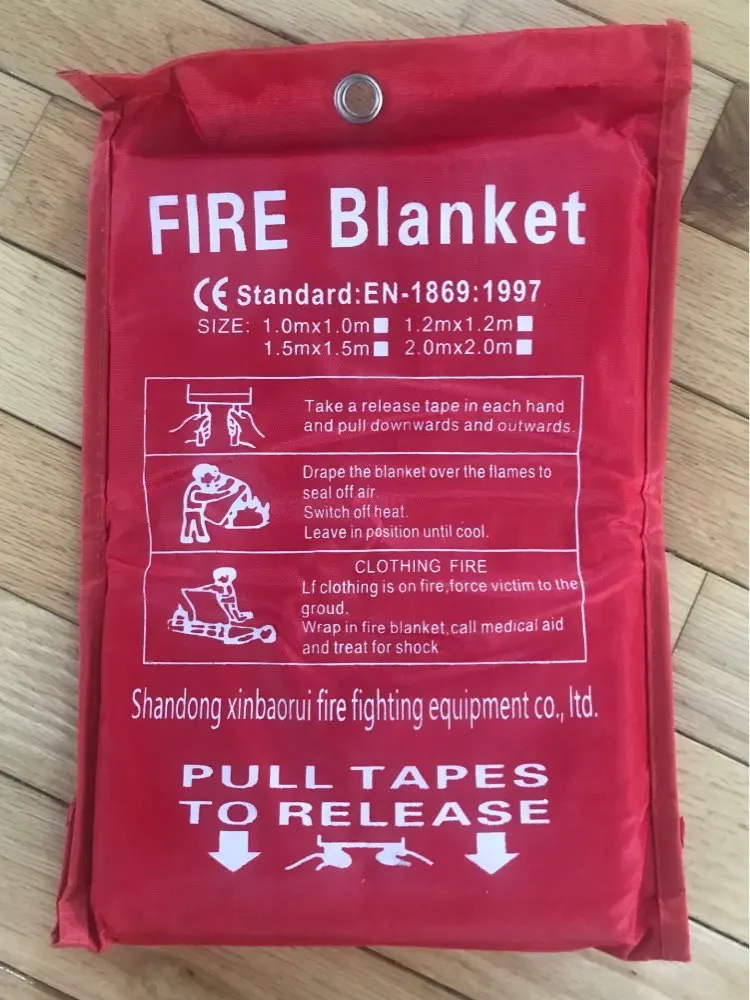 FIRE Blanket
CE Standard:EN-1869:1997
SIZE: 1.0mx1.0m 1.2mx1.2m
1.5mx1.5m 2.0mx2.0m
Take a release tape in each hand
and pull downwards and outwards.
Drape the blanket over the flames to
seal off air.
Switch off heat.
Leave in position until cool.
CLOTHING FIRE
Lf clothing is on fire,force victim to the
groud.
Wrap in fire blanket,call medical aid
and treat for shock
Shandong xinbaorui fire fighting equipment co., ltd.
PULL TAPES
TO RELEASE